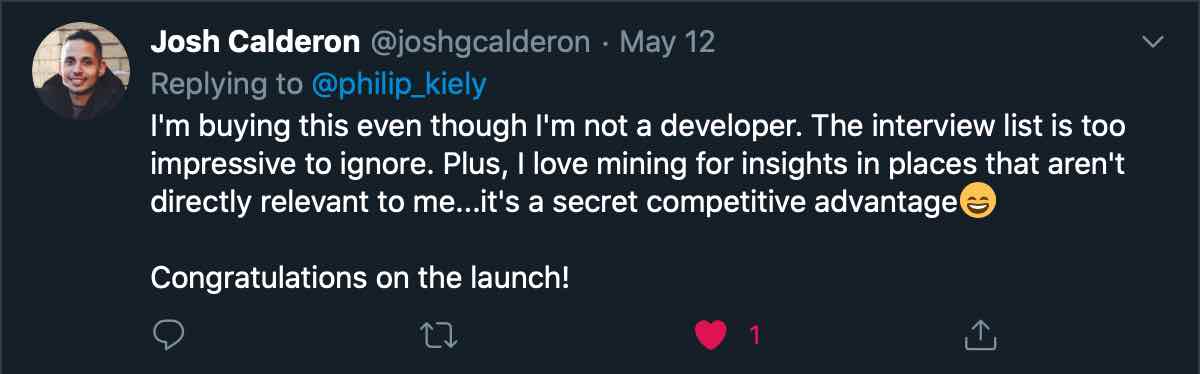 Josh Calderon @joshgcalderon · May 12
Replying to @philip_kiely
I'm buying this even though I'm not a developer. The interview list is too
impressive to ignore. Plus, I love mining for insights in places that aren't
directly relevant to me...it's a secret competitive advantage😄
Congratulations on the launch!
1